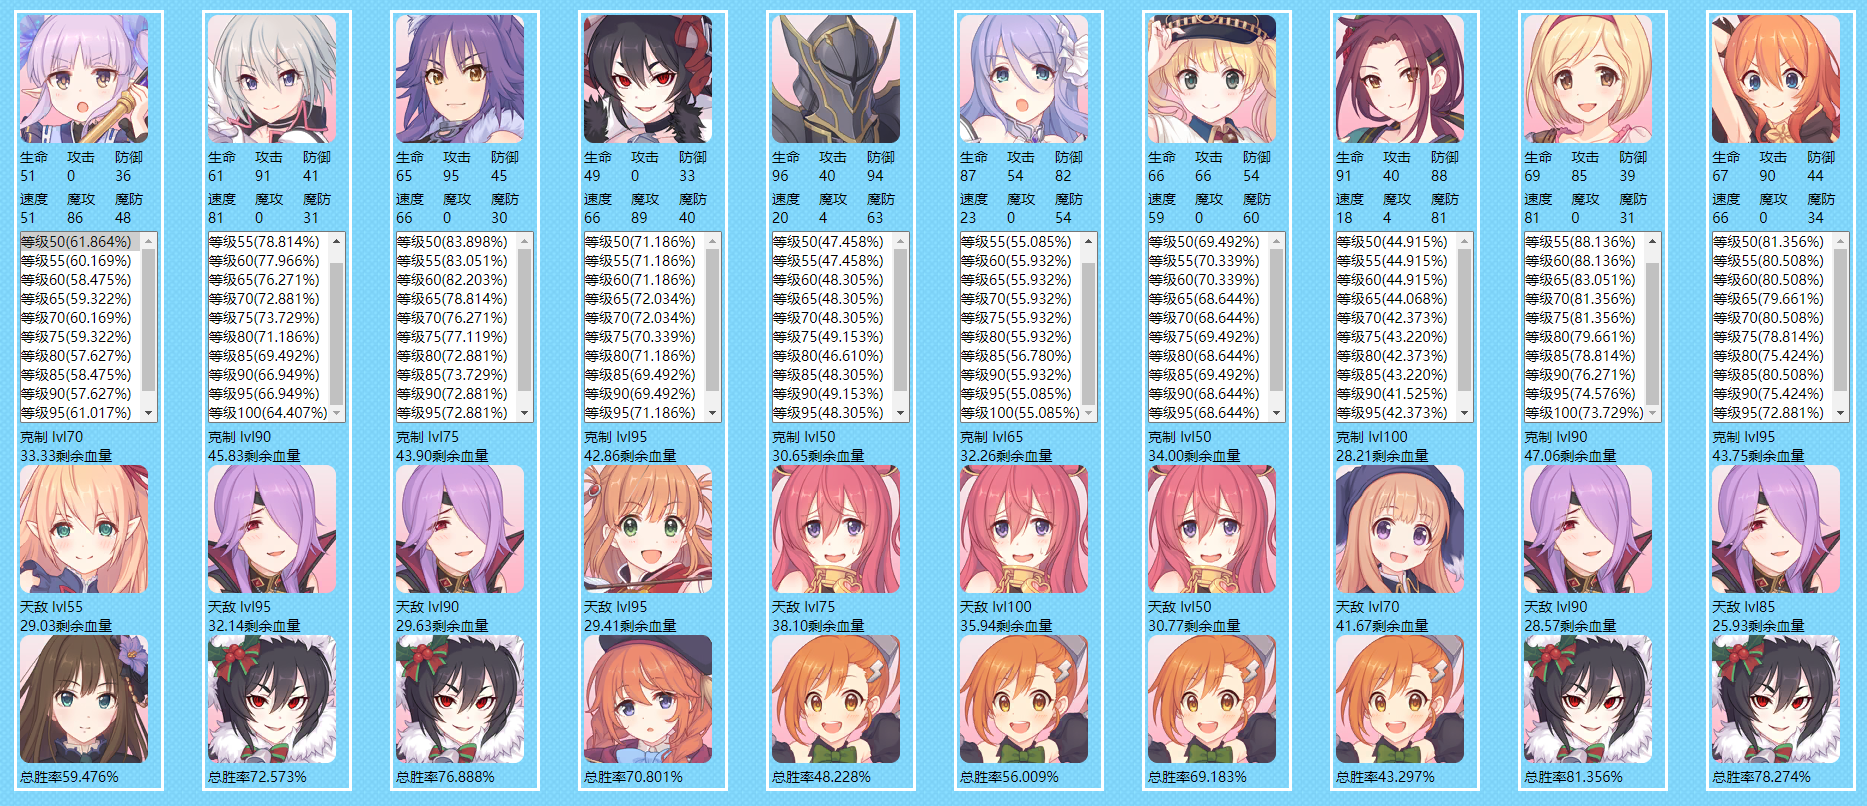 生命 攻击 防御
51 0 36
速度 魔攻 魔防
51 86 48
等级50(61.864%)
等级55(60.169%)
等级60(58.475%)
等级65(59.322%)
等级70(60.169%)
等级75(59.322%)
等级80(57.627%)
等级85(58.475%)
等级90(57.627%)
等级95(61.017%)
克制 lvl70
33.33剩余血量
天敌 lvl55
29.03剩余血量
总胜率59.476%
生命 攻击 防御
61 91 41
速度 魔攻 魔防
81 0 31
等级55(78.814%)
等级60(77.966%)
等级65(76.271%)
等级70(72.881%)
等级75(73.729%)
等级80(71.186%)
等级85(69.492%)
等级90(66.949%)
等级95(66.949%)
等级100(64.407%)
克制 lvl90
45.83剩余血量
天敌 lvl95
32.14剩余血量
总胜率72.573%
生命 攻击 防御
65 95 45
速度 魔攻 魔防
66 0 30
等级50(83.898%)
等级55(83.051%)
等级60(82.203%)
等级65(78.814%)
等级70(76.271%)
等级75(77.119%)
等级80(72.881%)
等级85(73.729%)
等级90(72.881%)
等级95(72.881%)
克制 lvl75
43.90剩余血量
天敌 lvl90
29.63剩余血量
总胜率76.888%
生命 攻击 防御
49 0 33
速度 魔攻 魔防
66 89 40
等级50(71.186%)
等级55(71.186%)
等级60(71.186%)
等级65(72.034%)
等级70(72.034%)
等级75(70.339%)
等级80(71.186%)
等级85(69.492%)
等级90(69.492%)
等级95(71.186%)
克制 lvl95
42.86剩余血量
天敌 lvl95
29.41剩余血量
总胜率70.801%
生命 攻击 防御
96 40 94
速度 魔攻 魔防
20 4 63
等级50(47.458%)
等级55(47.458%)
等级60(48.305%)
等级65(48.305%)
等级70(48.305%)
等级75(49.153%)
等级80(46.610%)
等级85(48.305%)
等级90(49.153%)
等级95(48.305%)
克制 lvl50
30.65剩余血量
天敌 lvl75
38.10剩余血量
总胜率48.228%
生命 攻击 防御
87 54 82
速度 魔攻 魔防
23 0 54
等级55(55.085%)
等级60(55.932%)
等级65(55.932%)
等级70(55.932%)
等级75(55.932%)
等级80(55.932%)
等级85(56.780%)
等级90(55.932%)
等级95(55.085%)
等级100(55.085%)
克制 lvl65
32.26剩余血量
天敌 lvl100
35.94剩余血量
总胜率56.009%
生命 攻击 防御
66 66 54
速度 魔攻 魔防
59 0 60
等级50(69.492%)
等级55(70.339%)
等级60(70.339%)
等级65(68.644%)
等级70(68.644%)
等级75(69.492%)
等级80(68.644%)
等级85(69.492%)
等级90(68.644%)
等级95(68.644%)
克制 lvl50
34.00剩余血量
天敌 lvl50
30.77剩余血量
总胜率69.183%
生命 攻击 防御
91 40 88
速度 魔攻 魔防
18 4 81
等级50(44.915%)
等级55(44.915%)
等级60(44.915%)
等级65(44.068%)
等级70(42.373%)
等级75(43.220%)
等级80(42.373%)
等级85(43.220%)
等级90(41.525%)
等级95(42.373%)
克制 lvl100
28.21剩余血量
天敌 lvl70
41.67剩余血量
总胜率43.297%
生命 攻击 防御
69 85 39
速度 魔攻 魔防
81 0 31
等级55(88.136%)
等级60(88.136%)
等级65(83.051%)
等级70(81.356%)
等级75(81.356%)
等级80(79.661%)
等级85(78.814%)
等级90(76.271%)
等级95(74.576%)
等级100(73.729%)
克制 lvl90
47.06剩余血量
天敌 lvl90
28.57剩余血量
总胜率81.356%
生命 攻击 防御
67 90 44
速度 魔攻 魔防
66 0 34
等级50(81.356%)
等级55(80.508%)
等级60(80.508%)
等级65(79.661%)
等级70(80.508%)
等级75(78.814%)
等级80(75.424%)
等级85(80.508%)
等级90(75.424%)
等级95(72.881%)
克制 lvl95
43.75剩余血量
天敌 lvl85
25.93剩余血量
总胜率78.274%